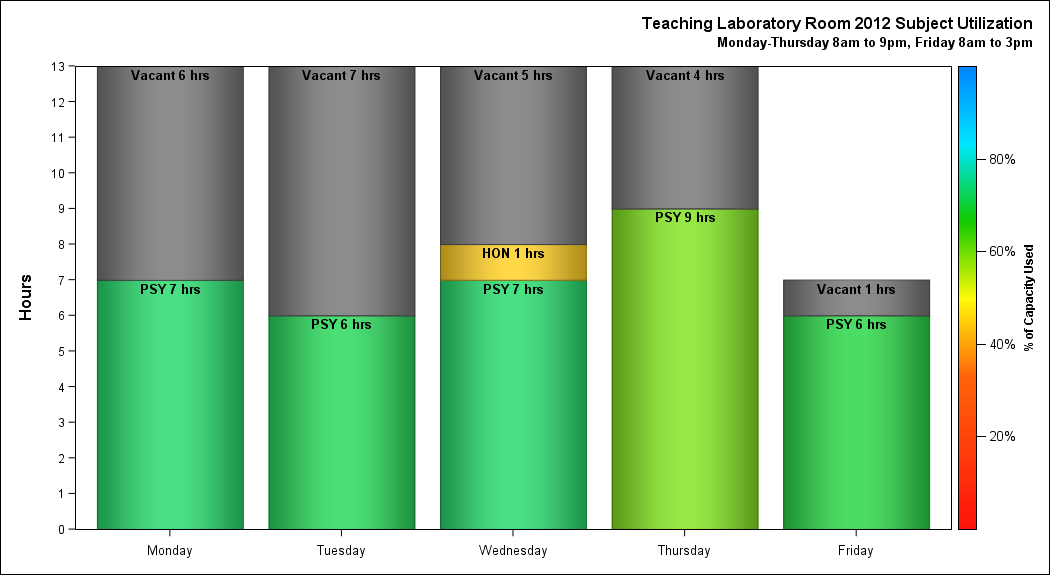 Teaching Laboratory Room 2012 Subject Utilization
Monday-Thursday 8am to 9pm, Friday 8am to 3pm
13
12
11
10
9
8
7
6
5
4
3
2
1
0
Hours
Vacant 6 hrs
PSY 7 hrs
Vacant 7 hrs
PSY 6 hrs
Vacant 5 hrs
HON 1 hrs
PSY 7 hrs
Vacant 4 hrs
PSY 9 hrs
Vacant 1 hrs
PSY 6 hrs
Monday
Tuesday
Wednesday
Thursday
Friday
80%
60%
40%
20%
% of Capacity Used